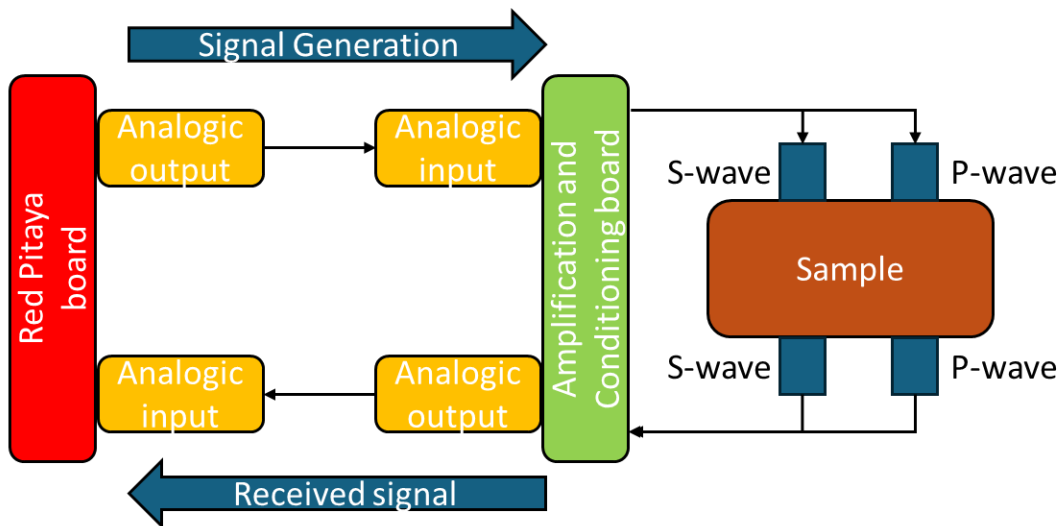 Signal Generation
Red Pitaya
board
Analogic
output
Analogic
input
Amplification and
Conditioning board
S-wave
P-wave
Sample
S-wave
P-wave
Analogic
input
Analogic
output
Received signal